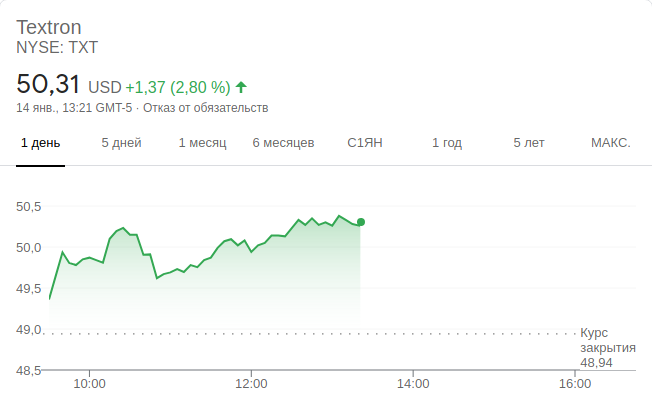 Textron
NYSE: TXT
50,31 USD +1,37 (2,80 %)
14 янв., 13:21 GMT-5 · Отказ от обязательств
1 день 5 дней 1 месяц 6 месяцев С1ЯН 1 год 5 лет МАКС.
50,5
50,0
49,5
49,0
Курс
закрытия
48,94
48,5
10:00 12:00 14:00 16:00